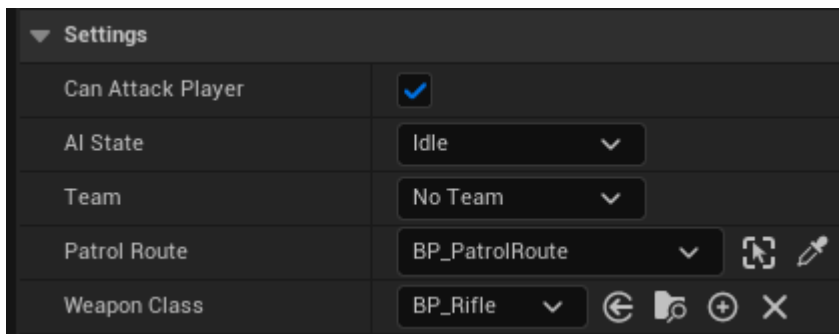 Settings
Can Attack Player
AI State Idle
Team No Team
Patrol Route BP_PatrolRoute
Weapon Class BP_Rifle